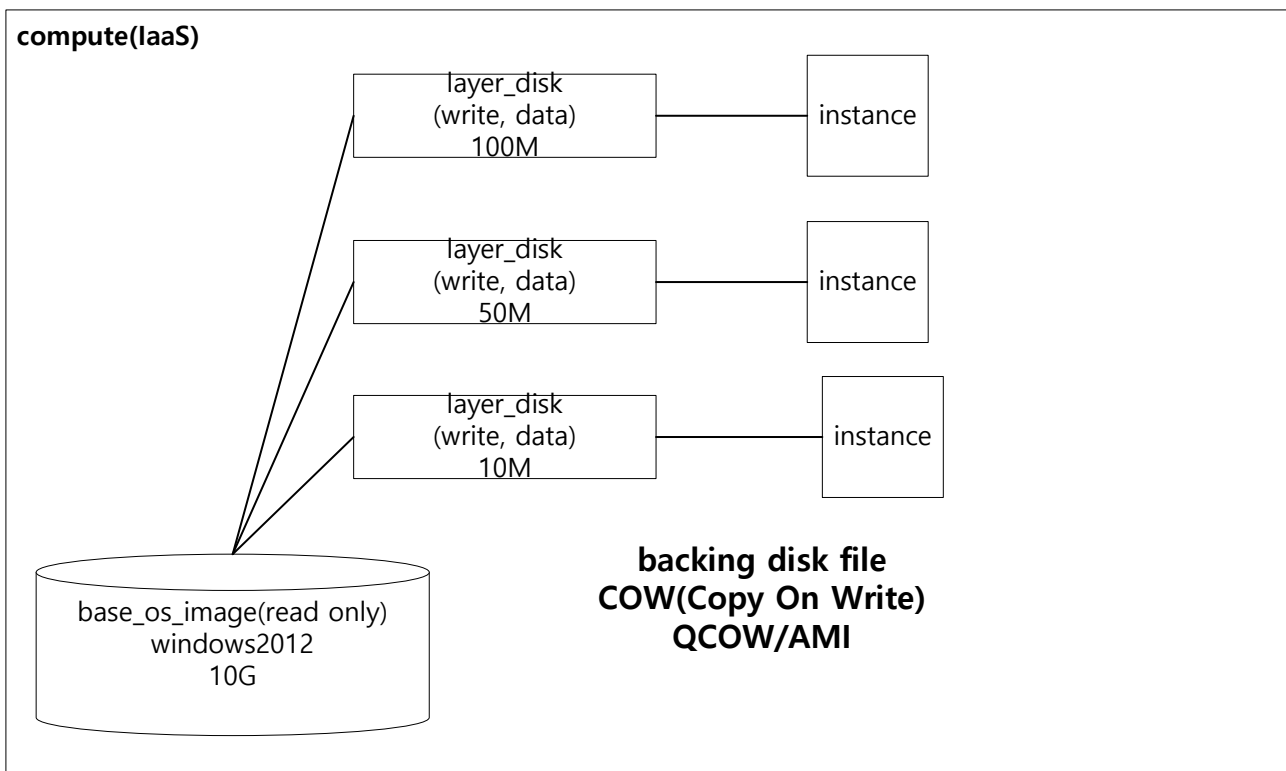 compute(IaaS)
layer_disk
(write, data)
100M
instance
layer_disk
(write, data)
50M
instance
layer_disk
(write, data)
10M
instance
backing disk file
COW(Copy On Write)
QCOW/AMI
base_os_image(read only)
windows2012
10G